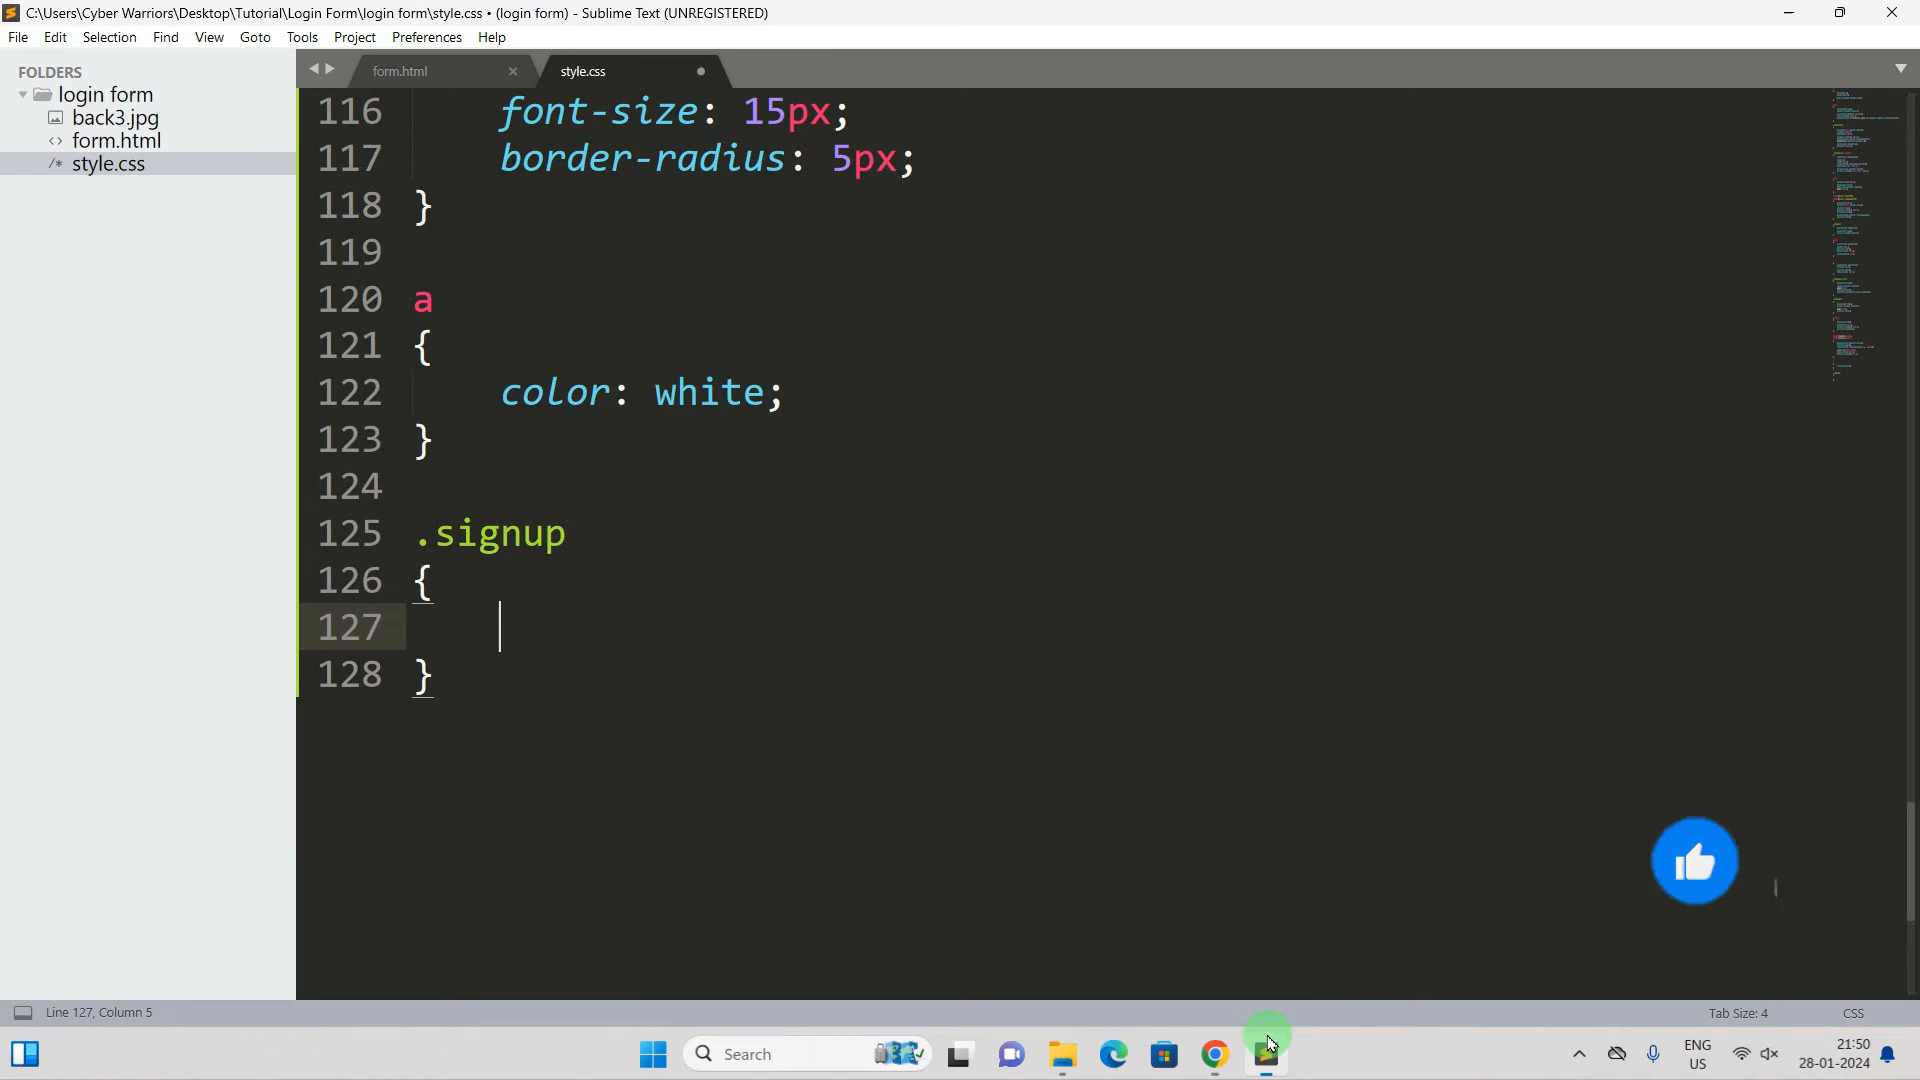 C:\Users\Cyber Warriors\Desktop\Tutorial\Login Form\login form\style.css • (login form) - Sublime Text (UNREGISTERED)
File Edit Selection Find View Goto Tools Project Preferences Help
FOLDERS
login form
back3.jpg
form.html
style.css
form.html
style.css
116 font-size: 15px;
117 border-radius: 5px;
118 }
119
120 a
121 {
122 color: white;
123 }
124
125 .signup
126 {
127
128 }
Line 127, Column 5
Tab Size: 4
CSS
Search
ENG
US
21:50
28-01-2024